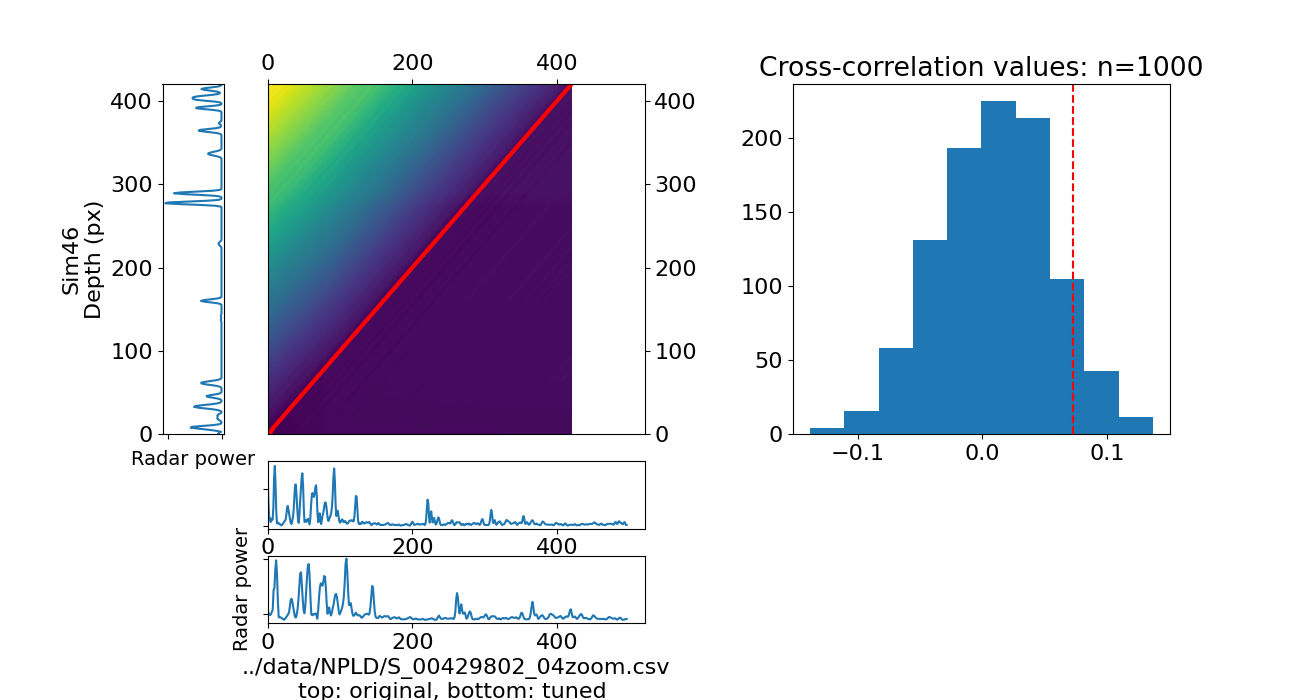 0 200 400
Cross-correlation values: n=1000
400
300
200
100
0
Sim46
Depth (px)
Radar power
400
300
200
100
0
200
150
100
50
0
−0.1 0.0 0.1
0 200 400
Radar power
0 200 400
../data/NPLD/S_00429802_04zoom.csv
top: original, bottom: tuned